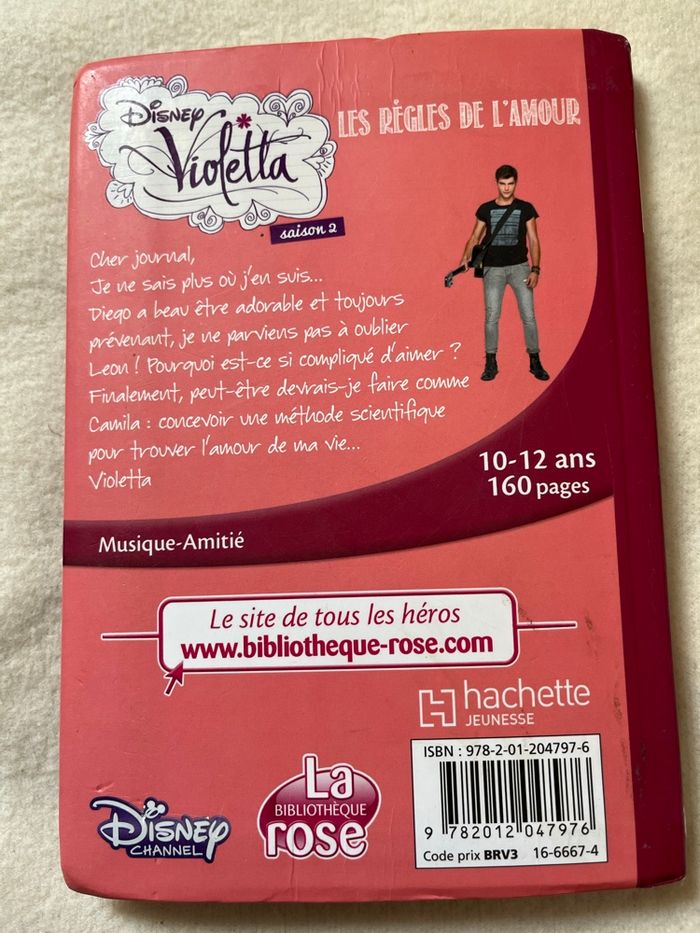 Disney
Violetta
saison 2
LES RÈGLES DE L'AMOUR
Cher journal,
Je ne sais plus où j'en suis...
Diego a beau être adorable et toujours
prévenant, je ne parviens pas à oublier
Leon ! Pourquoi est-ce si compliqué d'aimer ?
Finalement, peut-être devrais-je faire comme
Camila : concevoir une méthode scientifique
pour trouver l'amour de ma vie...
Violetta
10-12 ans
160 pages
Musique-Amitié
Le site de tous les héros
www.bibliotheque-rose.com
hachette
JEUNESSE
ISBN : 978-2-01-204797-6
9 782012 047976
Code prix BRV3 16-6667-4
La
BIBLIOTHÈQUE
rose
Disney
CHANNEL